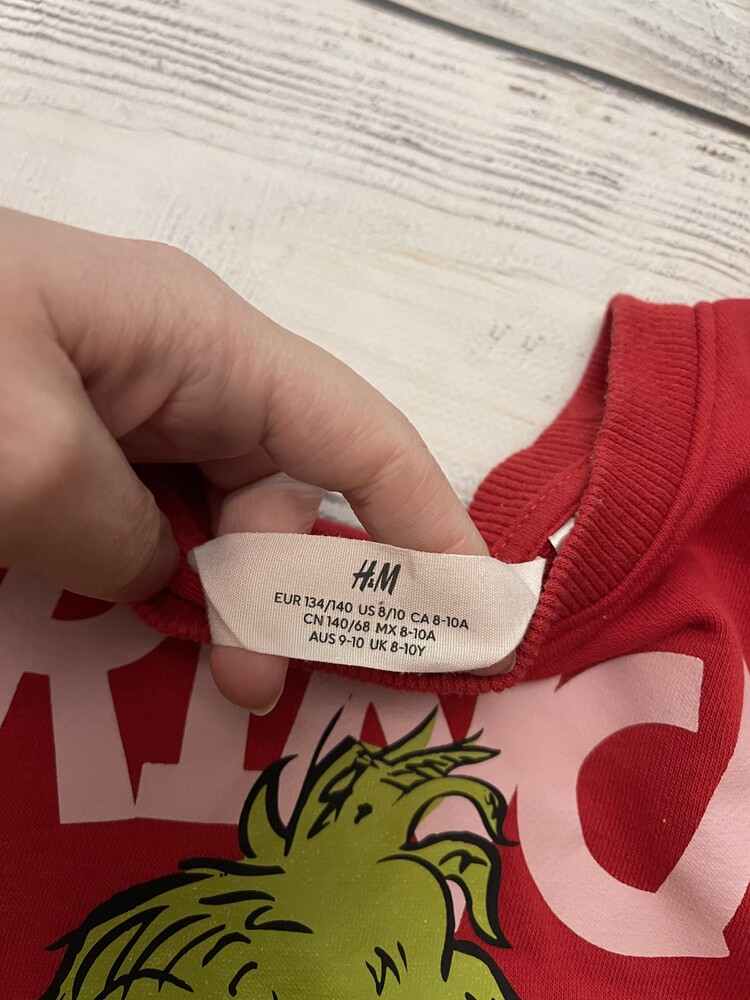 H&M
EUR 134/140 US 8/10 CA 8-10A
CN 140/68 MX 8-10A
AUS 9-10 UK 8-10Y
RINC